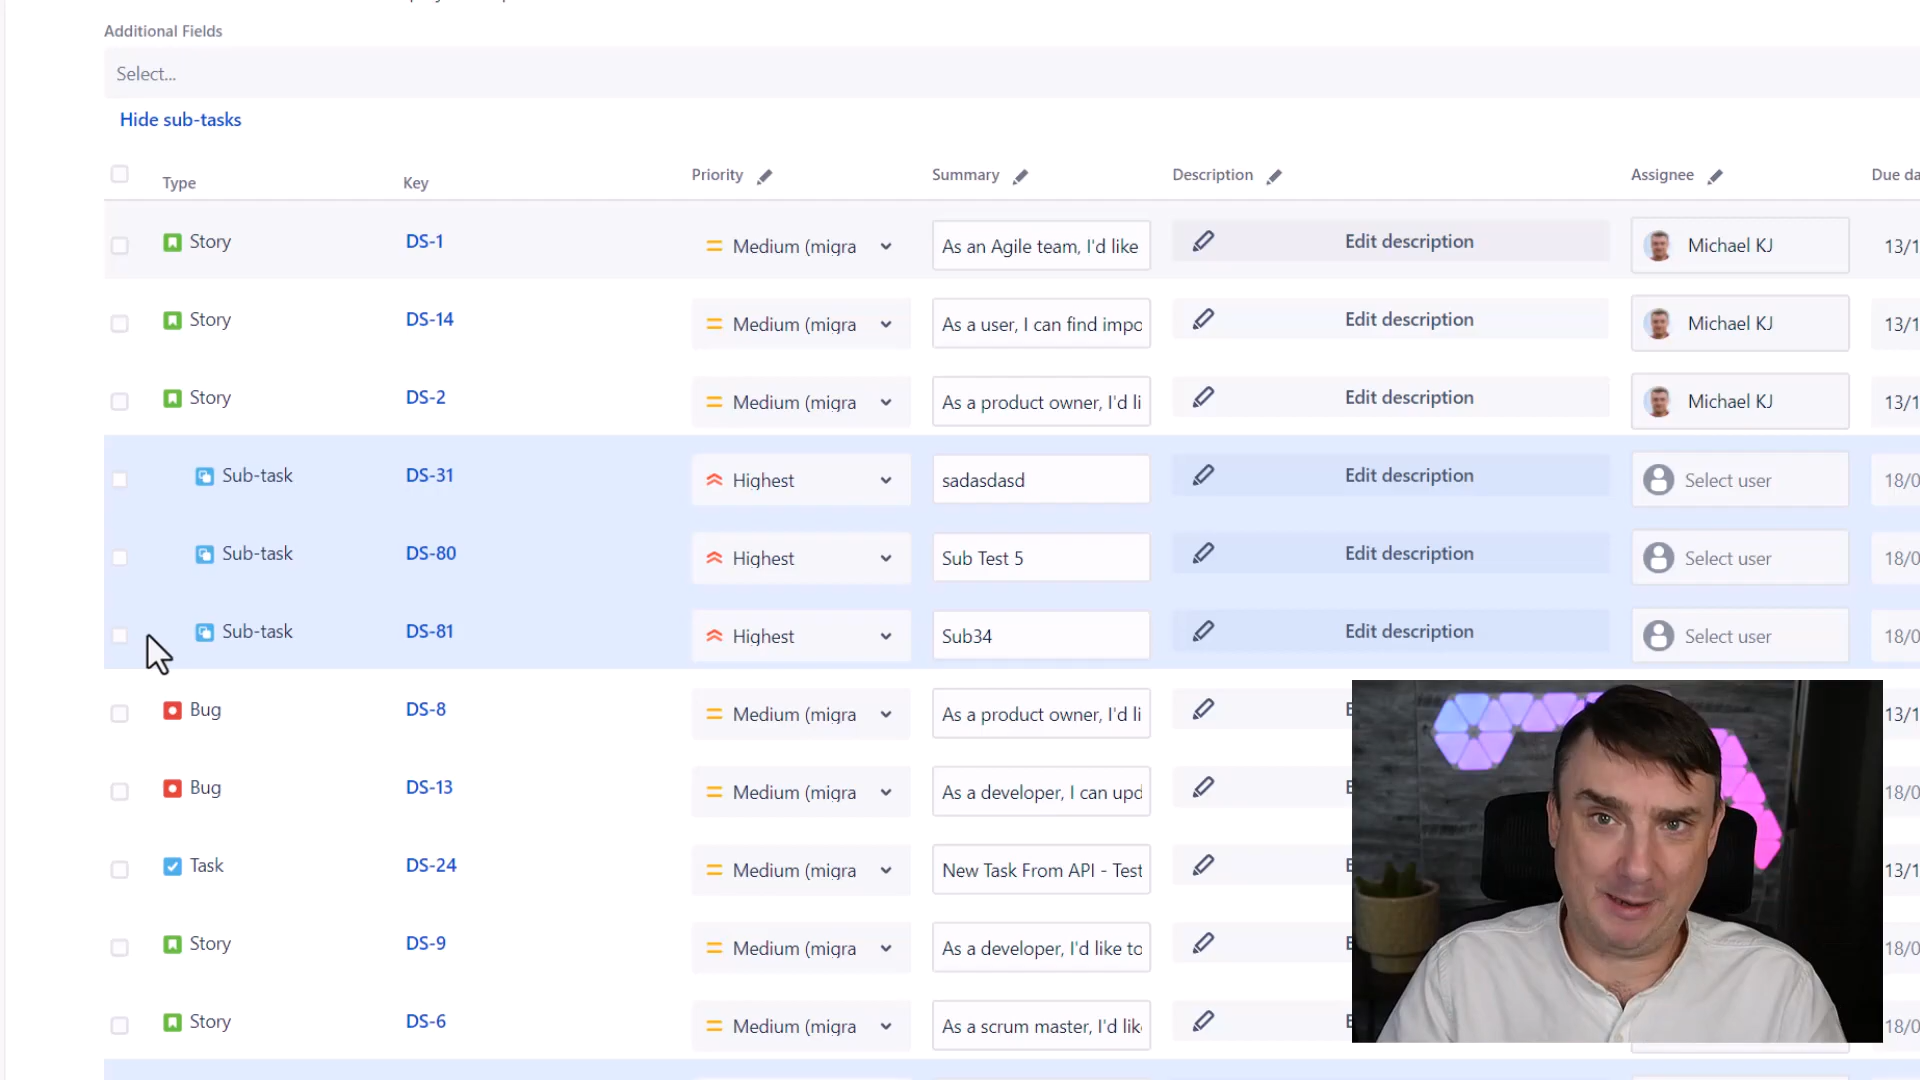 Additional Fields
Select...
Hide sub-tasks
Type Key Priority Summary Description Assignee Due da
Story DS-1 Medium (migra As an Agile team, I'd like Edit description Michael KJ 13/1
Story DS-14 Medium (migra As a user, I can find impo Edit description Michael KJ 13/1
Story DS-2 Medium (migra As a product owner, I'd li Edit description Michael KJ 13/1
Sub-task DS-31 Highest sadasdasd Edit description Select user 18/0
Sub-task DS-80 Highest Sub Test 5 Edit description Select user 18/0
Sub-task DS-81 Highest Sub34 Edit description Select user 18/0
Bug DS-8 Medium (migra As a product owner, I'd li E 13/1
Bug DS-13 Medium (migra As a developer, I can upd E 18/0
Task DS-24 Medium (migra New Task From API - Test E 13/1
Story DS-9 Medium (migra As a developer, I'd like to E 18/0
Story DS-6 Medium (migra As a scrum master, I'd lik E 18/0